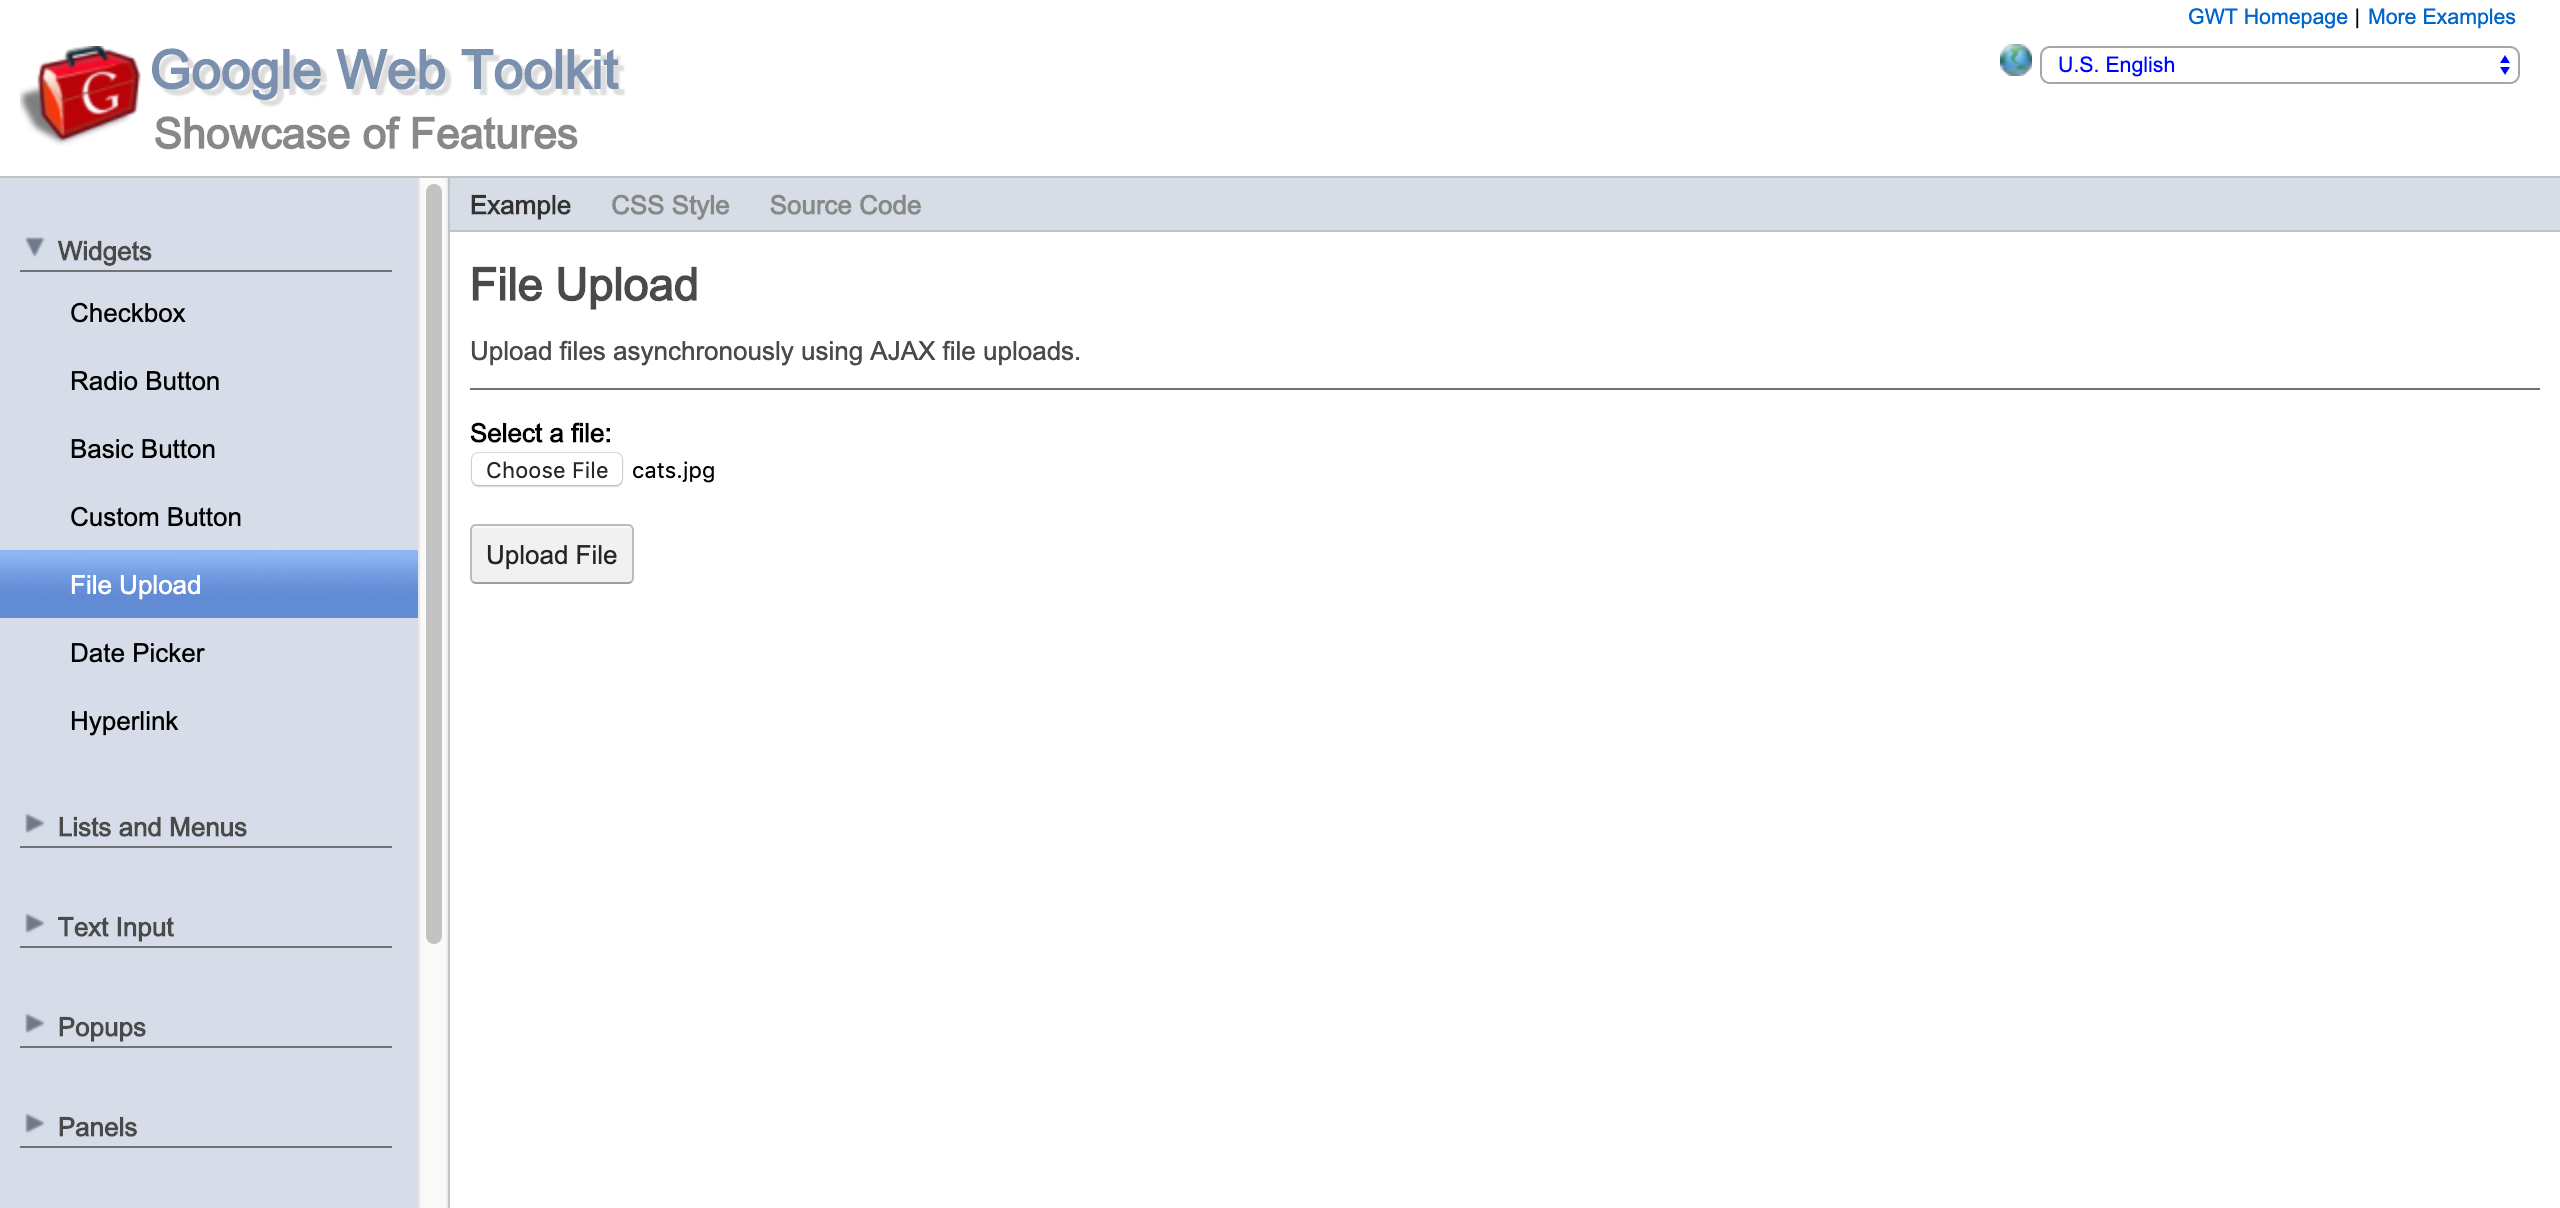 GWT Homepage | More Examples
G
Google Web Toolkit
Showcase of Features
U.S. English
Widgets
Checkbox
Radio Button
Basic Button
Custom Button
File Upload
Date Picker
Hyperlink
Lists and Menus
Text Input
Popups
Panels
Example CSS Style Source Code
File Upload
Upload files asynchronously using AJAX file uploads.
Select a file:
Choose File cats.jpg
Upload File